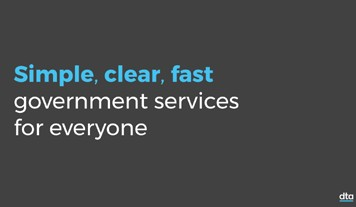 Simple, clear, fast
government services
for everyone
dta